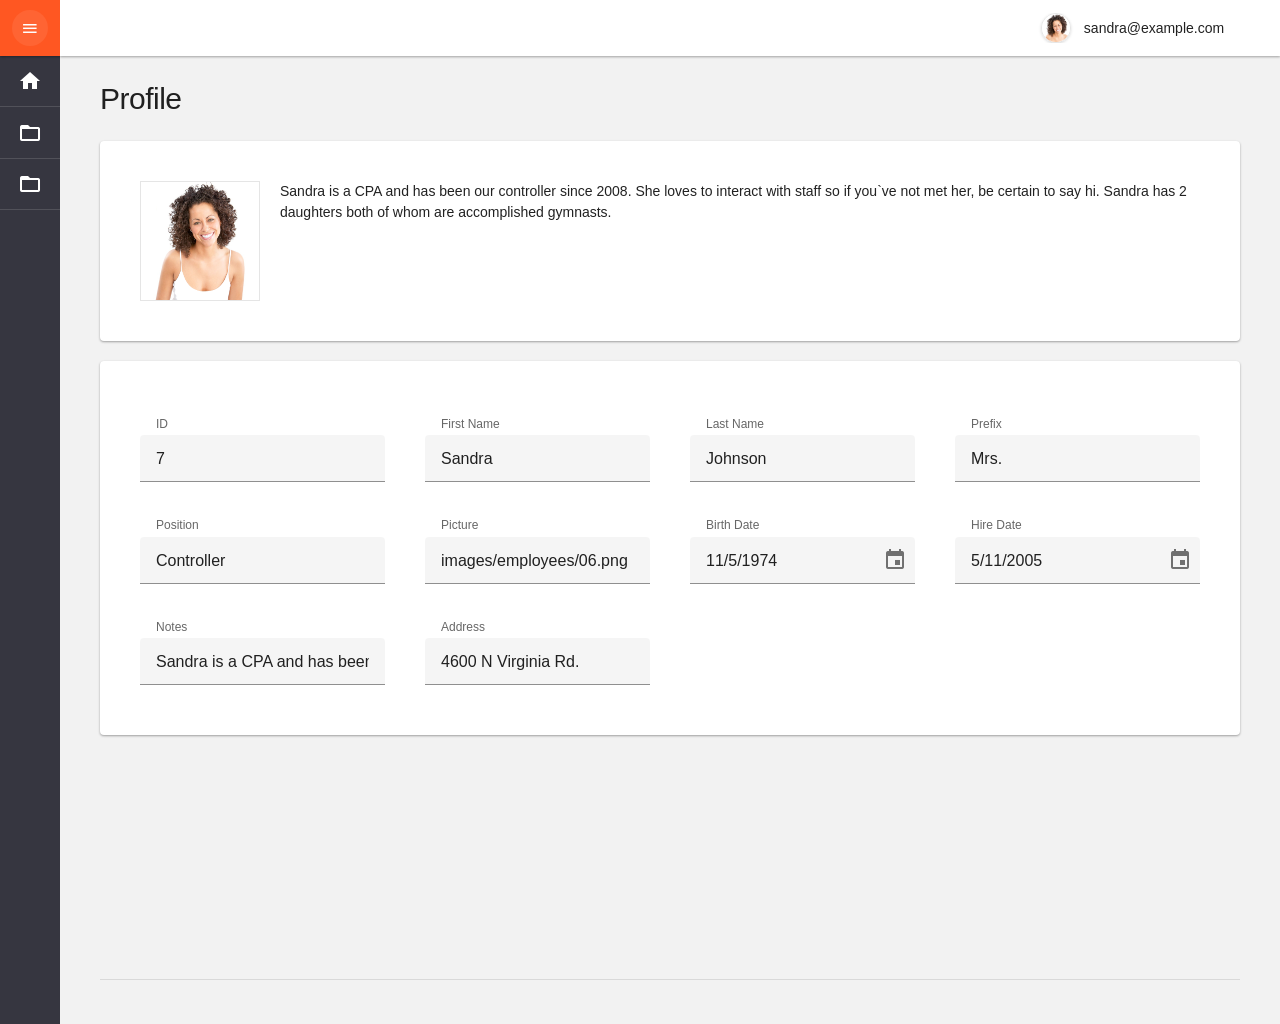 sandra@example.com
Profile
Sandra is a CPA and has been our controller since 2008. She loves to interact with staff so if you`ve not met her, be certain to say hi. Sandra has 2
daughters both of whom are accomplished gymnasts.
ID
First Name
Last Name
Prefix
7
Sandra
Johnson
Mrs.
Position
Picture
Birth Date
Hire Date
Controller
images/employees/06.png
11/5/1974
5/11/2005
Notes
Address
Sandra is a CPA and has been
4600 N Virginia Rd.